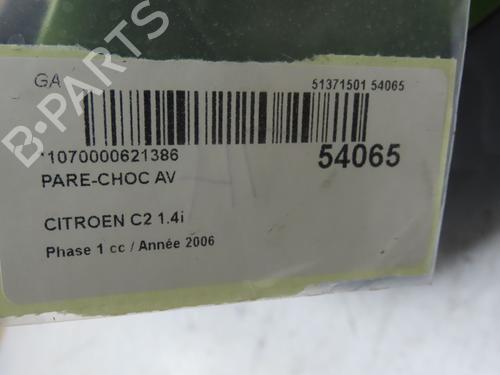 GA
51371501 54065
*1070000621386
54065
PARE-CHOC AV
CITROEN C2 1.4i
Phase 1 cc / Année 2006
B-PARTS